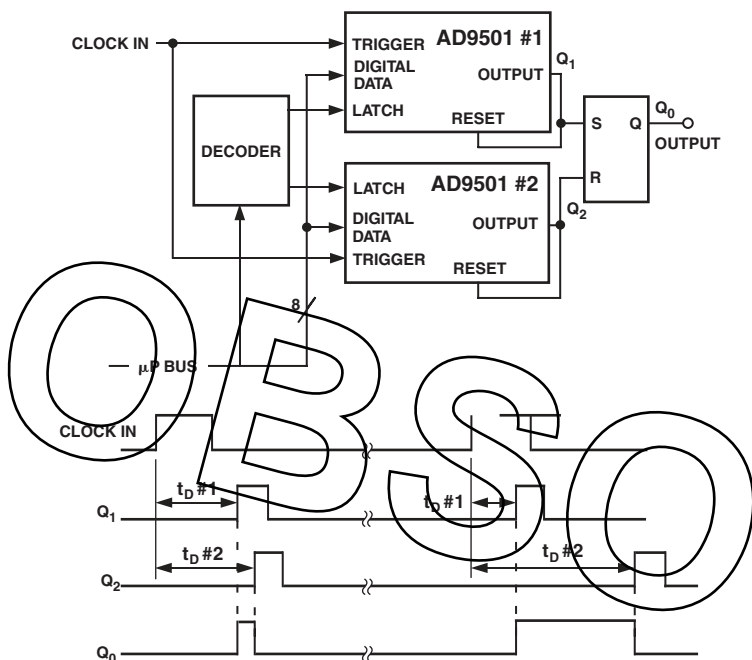 CLOCK IN
TRIGGER
DIGITAL
DATA
LATCH
AD9501 #1
OUTPUT
RESET
Q1
DECODER
S
Q
R
Q0
OUTPUT
LATCH
DIGITAL
DATA
TRIGGER
AD9501 #2
OUTPUT
RESET
Q2
8
µP BUS
OBSO
CLOCK IN
tD #1
tD #1
Q1
tD #2
tD #2
Q2
Q0